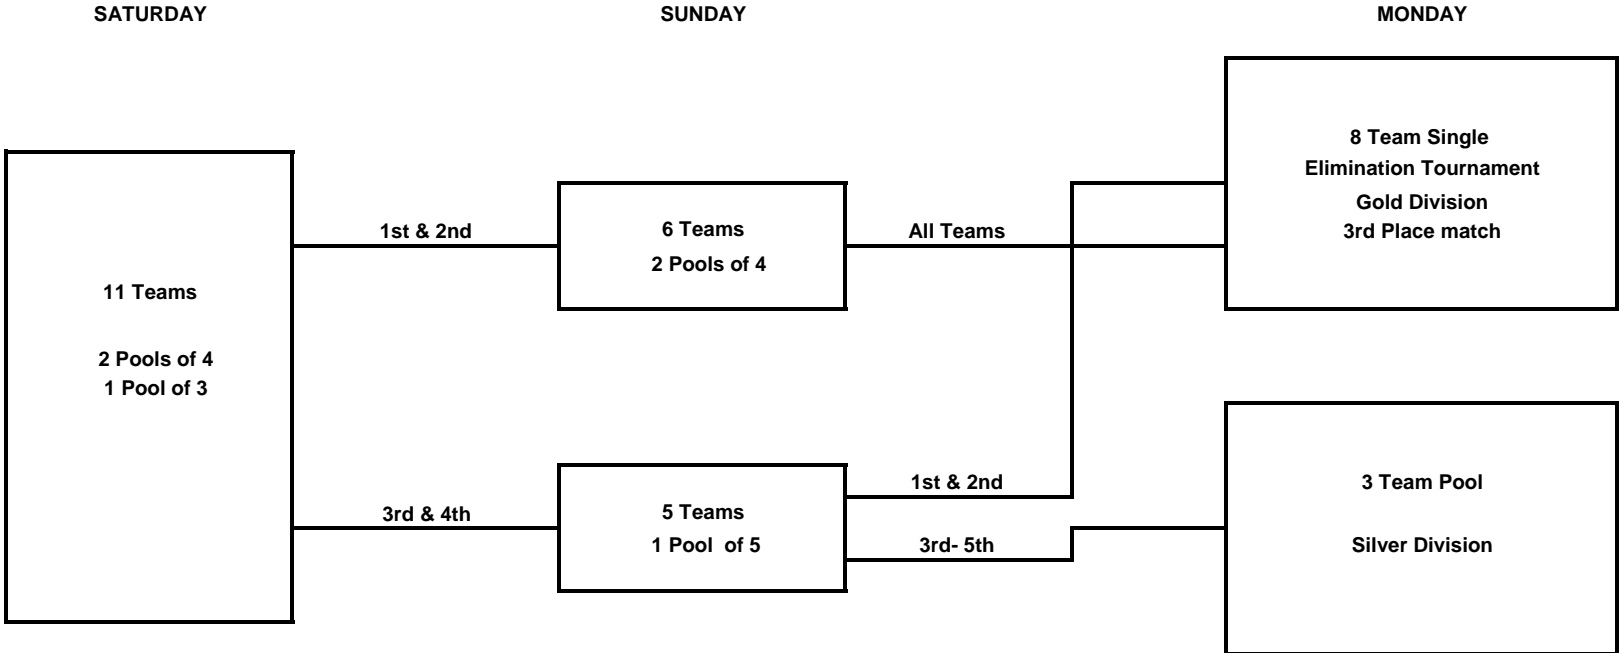 SATURDAY
SUNDAY
MONDAY
11 Teams
2 Pools of 4
1 Pool of 3
1st & 2nd
3rd & 4th
6 Teams
2 Pools of 4
5 Teams
1 Pool of 5
All Teams
1st & 2nd
3rd- 5th
8 Team Single
Elimination Tournament
Gold Division
3rd Place match
3 Team Pool
Silver Division